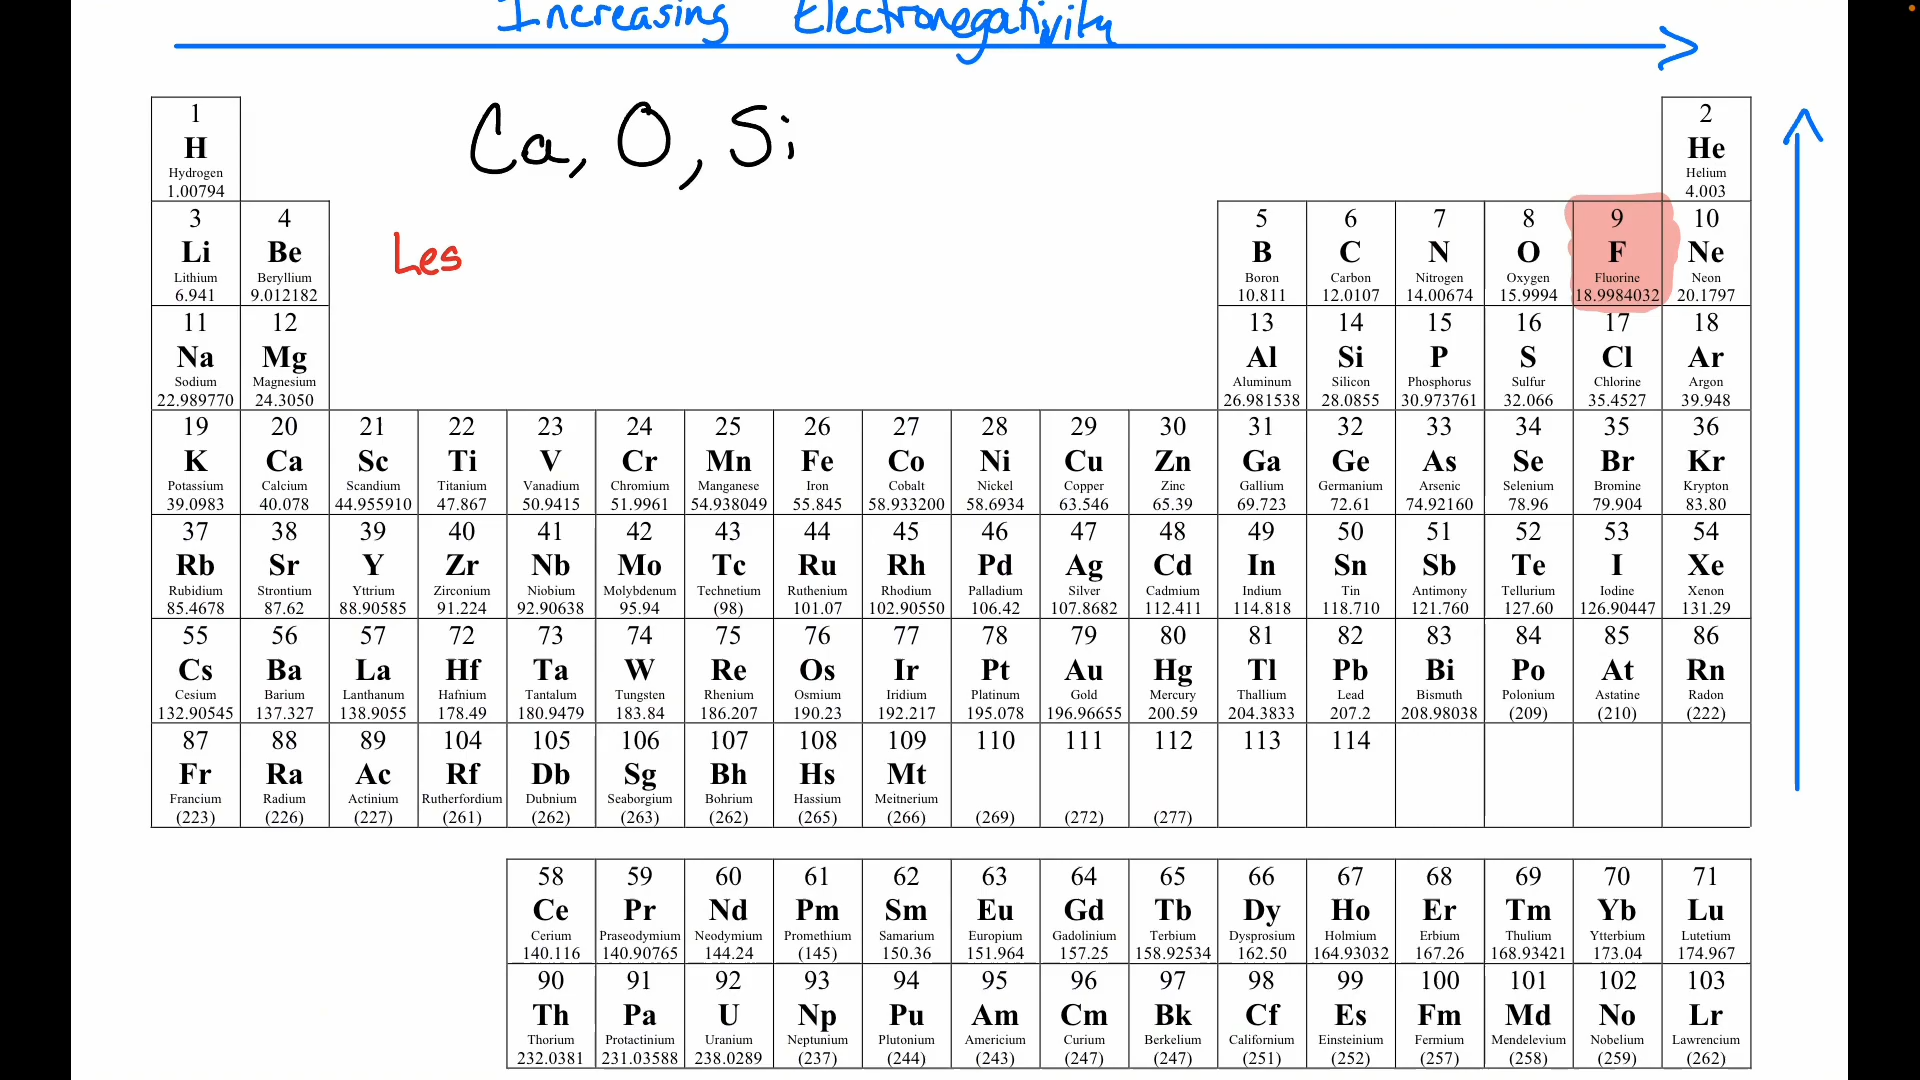 Increasing Electronegativity
Ca, O, Si
Les
1 2
H He
Hydrogen Helium
1.00794 4.003
3 4 5 6 7 8 9 10
Li Be B C N O F Ne
Lithium Beryllium Boron Carbon Nitrogen Oxygen Fluorine Neon
6.941 9.012182 10.811 12.0107 14.00674 15.9994 18.9984032 20.1797
11 12 13 14 15 16 17 18
Na Mg Al Si P S Cl Ar
Sodium Magnesium Aluminum Silicon Phosphorus Sulfur Chlorine Argon
22.989770 24.3050 26.981538 28.0855 30.973761 32.066 35.4527 39.948
19 20 21 22 23 24 25 26 27 28 29 30 31 32 33 34 35 36
K Ca Sc Ti V Cr Mn Fe Co Ni Cu Zn Ga Ge As Se Br Kr
Potassium Calcium Scandium Titanium Vanadium Chromium Manganese Iron Cobalt Nickel Copper Zinc Gallium Germanium Arsenic Selenium Bromine Krypton
39.0983 40.078 44.955910 47.867 50.9415 51.9961 54.938049 55.845 58.933200 58.6934 63.546 65.39 69.723 72.61 74.92160 78.96 79.904 83.80
37 38 39 40 41 42 43 44 45 46 47 48 49 50 51 52 53 54
Rb Sr Y Zr Nb Mo Tc Ru Rh Pd Ag Cd In Sn Sb Te I Xe
Rubidium Strontium Yttrium Zirconium Niobium Molybdenum Technetium Ruthenium Rhodium Palladium Silver Cadmium Indium Tin Antimony Tellurium Iodine Xenon
85.4678 87.62 88.90585 91.224 92.90638 95.94 (98) 101.07 102.90550 106.42 107.8682 112.411 114.818 118.710 121.760 127.60 126.90447 131.29
55 56 57 72 73 74 75 76 77 78 79 80 81 82 83 84 85 86
Cs Ba La Hf Ta W Re Os Ir Pt Au Hg Tl Pb Bi Po At Rn
Cesium Barium Lanthanum Hafnium Tantalum Tungsten Rhenium Osmium Iridium Platinum Gold Mercury Thallium Lead Bismuth Polonium Astatine Radon
132.90545 137.327 138.9055 178.49 180.9479 183.84 186.207 190.23 192.217 195.078 196.96655 200.59 204.3833 207.2 208.98038 (209) (210) (222)
87 88 89 104 105 106 107 108 109 110 111 112 113 114
Fr Ra Ac Rf Db Sg Bh Hs Mt
Francium Radium Actinium Rutherfordium Dubnium Seaborgium Bohrium Hassium Meitnerium
(223) (226) (227) (261) (262) (263) (262) (265) (266) (269) (272) (277)
58 59 60 61 62 63 64 65 66 67 68 69 70 71
Ce Pr Nd Pm Sm Eu Gd Tb Dy Ho Er Tm Yb Lu
Cerium Praseodymium Neodymium Promethium Samarium Europium Gadolinium Terbium Dysprosium Holmium Erbium Thulium Ytterbium Lutetium
140.116 140.90765 144.24 (145) 150.36 151.964 157.25 158.92534 162.50 164.93032 167.26 168.93421 173.04 174.967
90 91 92 93 94 95 96 97 98 99 100 101 102 103
Th Pa U Np Pu Am Cm Bk Cf Es Fm Md No Lr
Thorium Protactinium Uranium Neptunium Plutonium Americium Curium Berkelium Californium Einsteinium Fermium Mendelevium Nobelium Lawrencium
232.0381 231.03588 238.0289 (237) (244) (243) (247) (247) (251) (252) (257) (258) (259) (262)